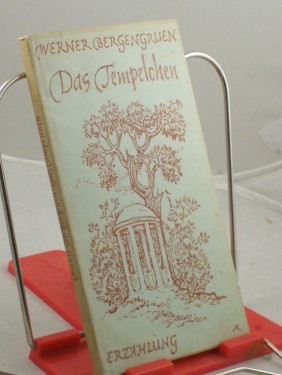 WERNER BERGENGRUEN
Das Tempelchen
ERZÄHLUNG